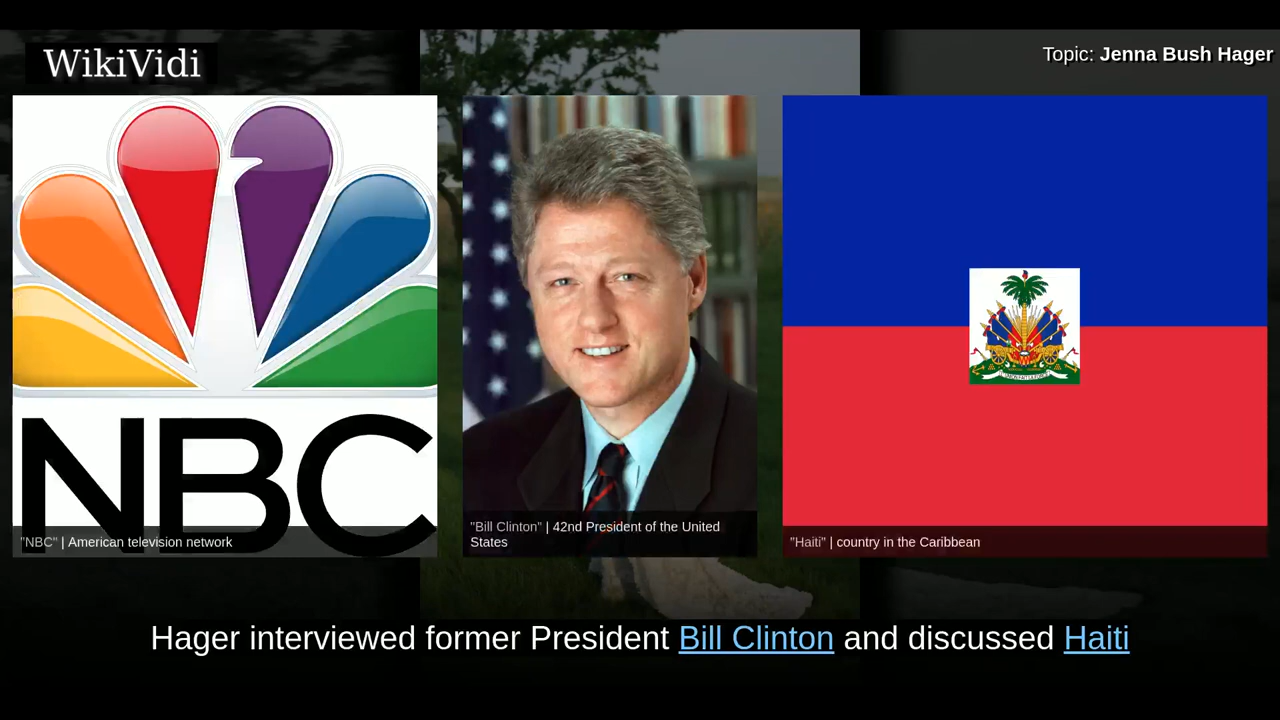 WikiVidi
Topic: Jenna Bush Hager
NBC
"NBC" | American television network
"Bill Clinton" | 42nd President of the United
States
"Haiti" | country in the Caribbean
Hager interviewed former President Bill Clinton and discussed Haiti